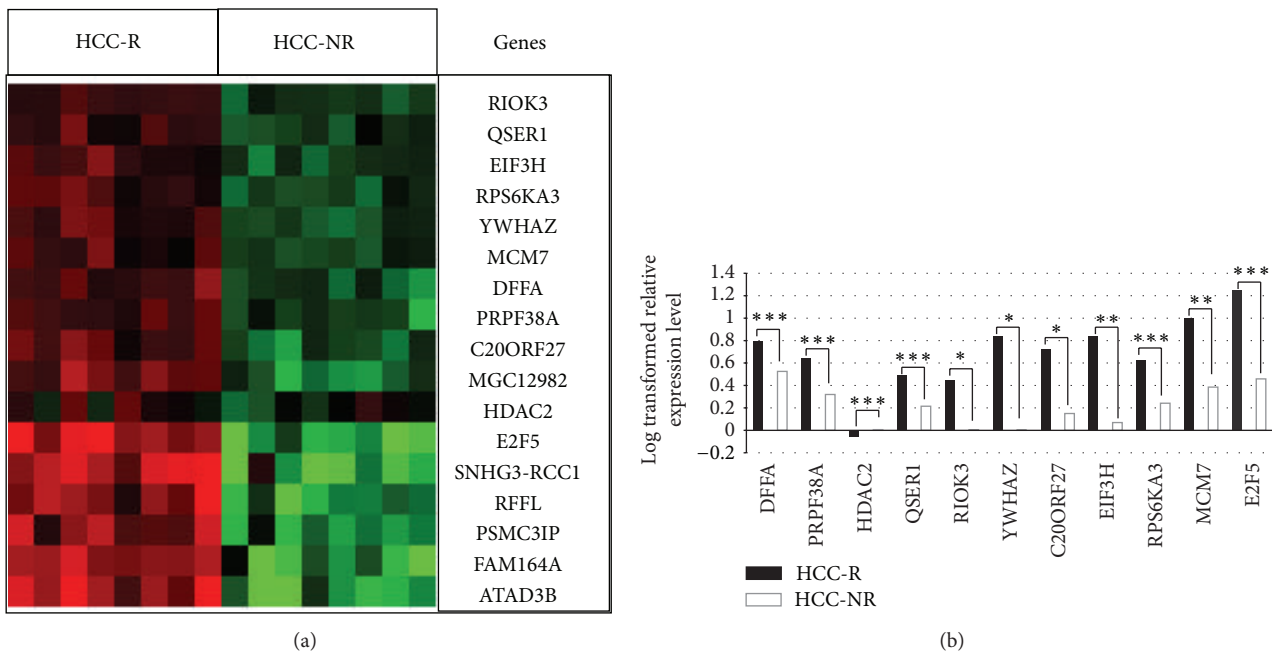 HCC-R HCC-NR Genes
RIOK3
QSER1
EIF3H
RPS6KA3
YWHAZ
MCM7
DFFA
PRPF38A
C20ORF27
MGC12982
HDAC2
E2F5
SNHG3-RCC1
RFFL
PSMC3IP
FAM164A
ATAD3B
(a)
Log transformed relative
expression level
1.4
1.2
1
0.8
0.6
0.4
0.2
0
−0.2
***
***
***
***
*
*
*
**
***
**
***
DFFA
PRPF38A
HDAC2
QSER1
RIOK3
YWHAZ
C20ORF27
EIF3H
RPS6KA3
MCM7
E2F5
HCC-R
HCC-NR
(b)